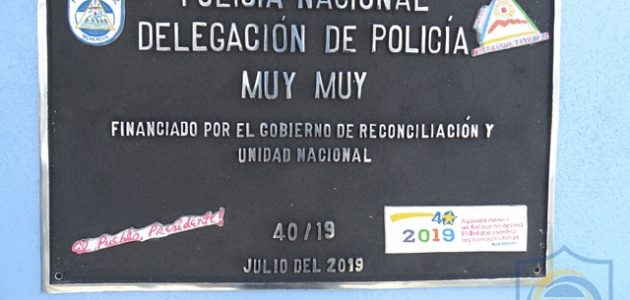 POLICÍA NACIONAL
DELEGACIÓN DE POLICÍA
MUY MUY
FINANCIADO POR EL GOBIERNO DE RECONCILIACIÓN Y
UNIDAD NACIONAL
El Pueblo, Presidente!
40
2019
40/19
JULIO DEL 2019